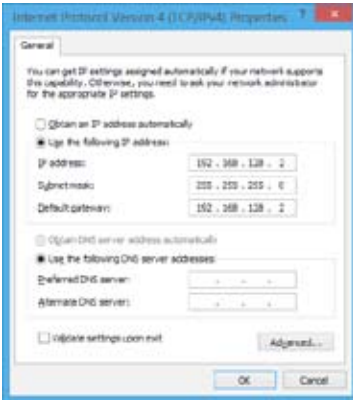 Internet Protocol Version 4 (TCP/IPv4) Properties ?
General
You can get IP settings assigned automatically if your network supports
this capability. Otherwise, you need to ask your network administrator
for the appropriate IP settings.
Obtain an IP address automatically
Use the following IP address:
IP address: 192 . 168 . 128 . 2
Subnet mask: 255 . 255 . 255 . 0
Default gateway: 192 . 168 . 128 . 2
Obtain DNS server address automatically
Use the following DNS server addresses:
Preferred DNS server: . . .
Alternate DNS server: . . .
Validate settings upon exit
Advanced...
OK Cancel